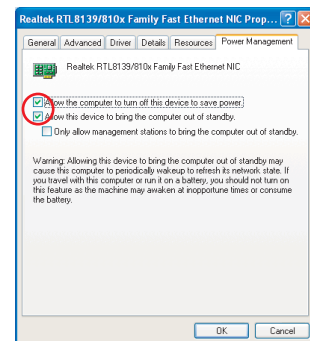 Realtek RTL8139/810x Family Fast Ethernet NIC Prop...
General Advanced Driver Details Resources Power Management
Realtek RTL8139/810x Family Fast Ethernet NIC
Allow the computer to turn off this device to save power.
Allow this device to bring the computer out of standby.
Only allow management stations to bring the computer out of standby.
Warning: Allowing this device to bring the computer out of standby may
cause this computer to periodically wakeup to refresh its network state. If
you travel with this computer or run it on a battery, you should not turn on
this feature as the machine may awaken at inopportune times or consume
the battery.
OK Cancel